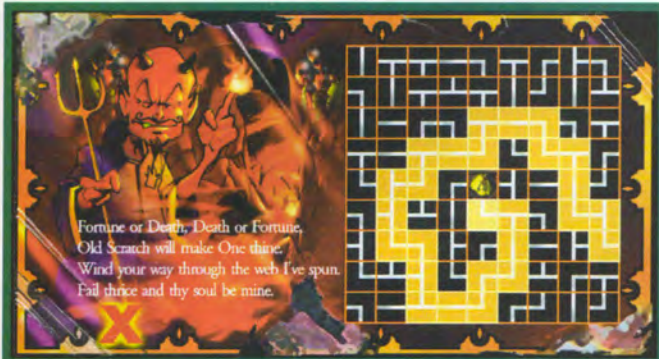 Fortune or Death, Death or Fortune,
Old Scratch will make One thine.
Wind your way through the web I've spun.
Fail thrice and thy soul be mine.
X